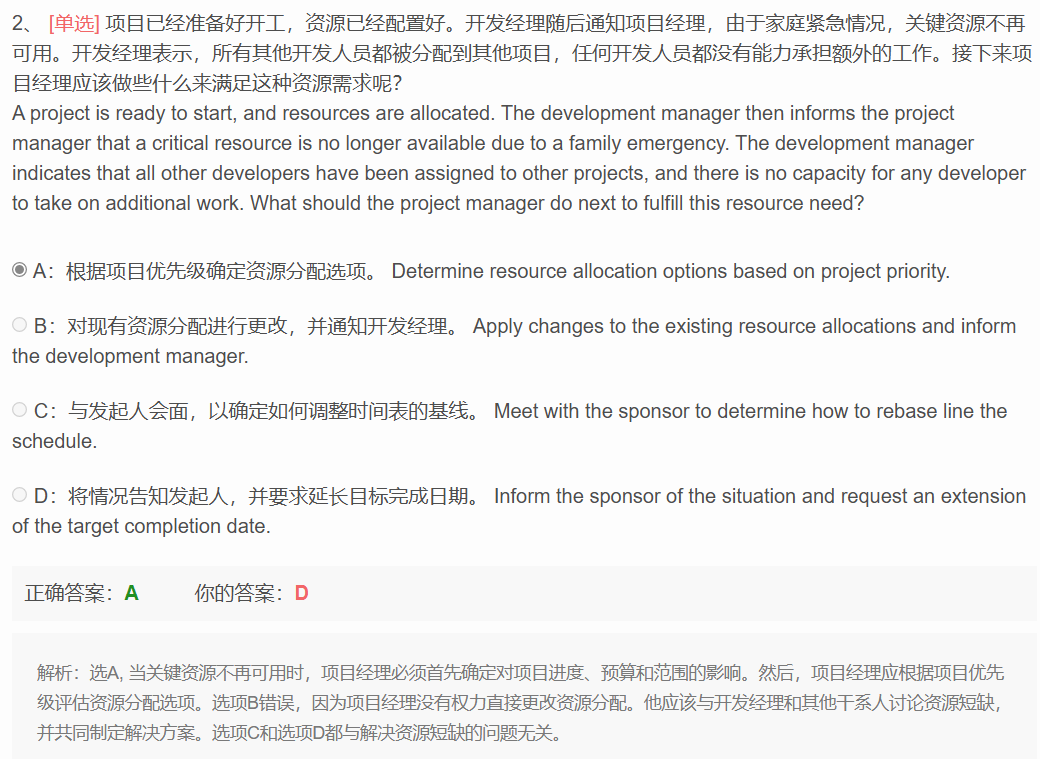 2、 [单选] 项目已经准备好开工，资源已经配置好。开发经理随后通知项目经理，由于家庭紧急情况，关键资源不再
可用。开发经理表示，所有其他开发人员都被分配到其他项目，任何开发人员都没有能力承担额外的工作。接下来项
目经理应该做些什么来满足这种资源需求呢?
A project is ready to start, and resources are allocated. The development manager then informs the project
manager that a critical resource is no longer available due to a family emergency. The development manager
indicates that all other developers have been assigned to other projects, and there is no capacity for any developer
to take on additional work. What should the project manager do next to fulfill this resource need?
A：根据项目优先级确定资源分配选项。 Determine resource allocation options based on project priority.
B：对现有资源分配进行更改，并通知开发经理。 Apply changes to the existing resource allocations and inform
the development manager.
C：与发起人会面，以确定如何调整时间表的基线。 Meet with the sponsor to determine how to rebase line the
schedule.
D：将情况告知发起人，并要求延长目标完成日期。 Inform the sponsor of the situation and request an extension
of the target completion date.
正确答案：A 你的答案：D
解析：选A, 当关键资源不再可用时，项目经理必须首先确定对项目进度、预算和范围的影响。然后，项目经理应根据项目优先
级评估资源分配选项。选项B错误，因为项目经理没有权力直接更改资源分配。他应该与开发经理和其他干系人讨论资源短缺，
并共同制定解决方案。选项C和选项D都与解决资源短缺的问题无关。